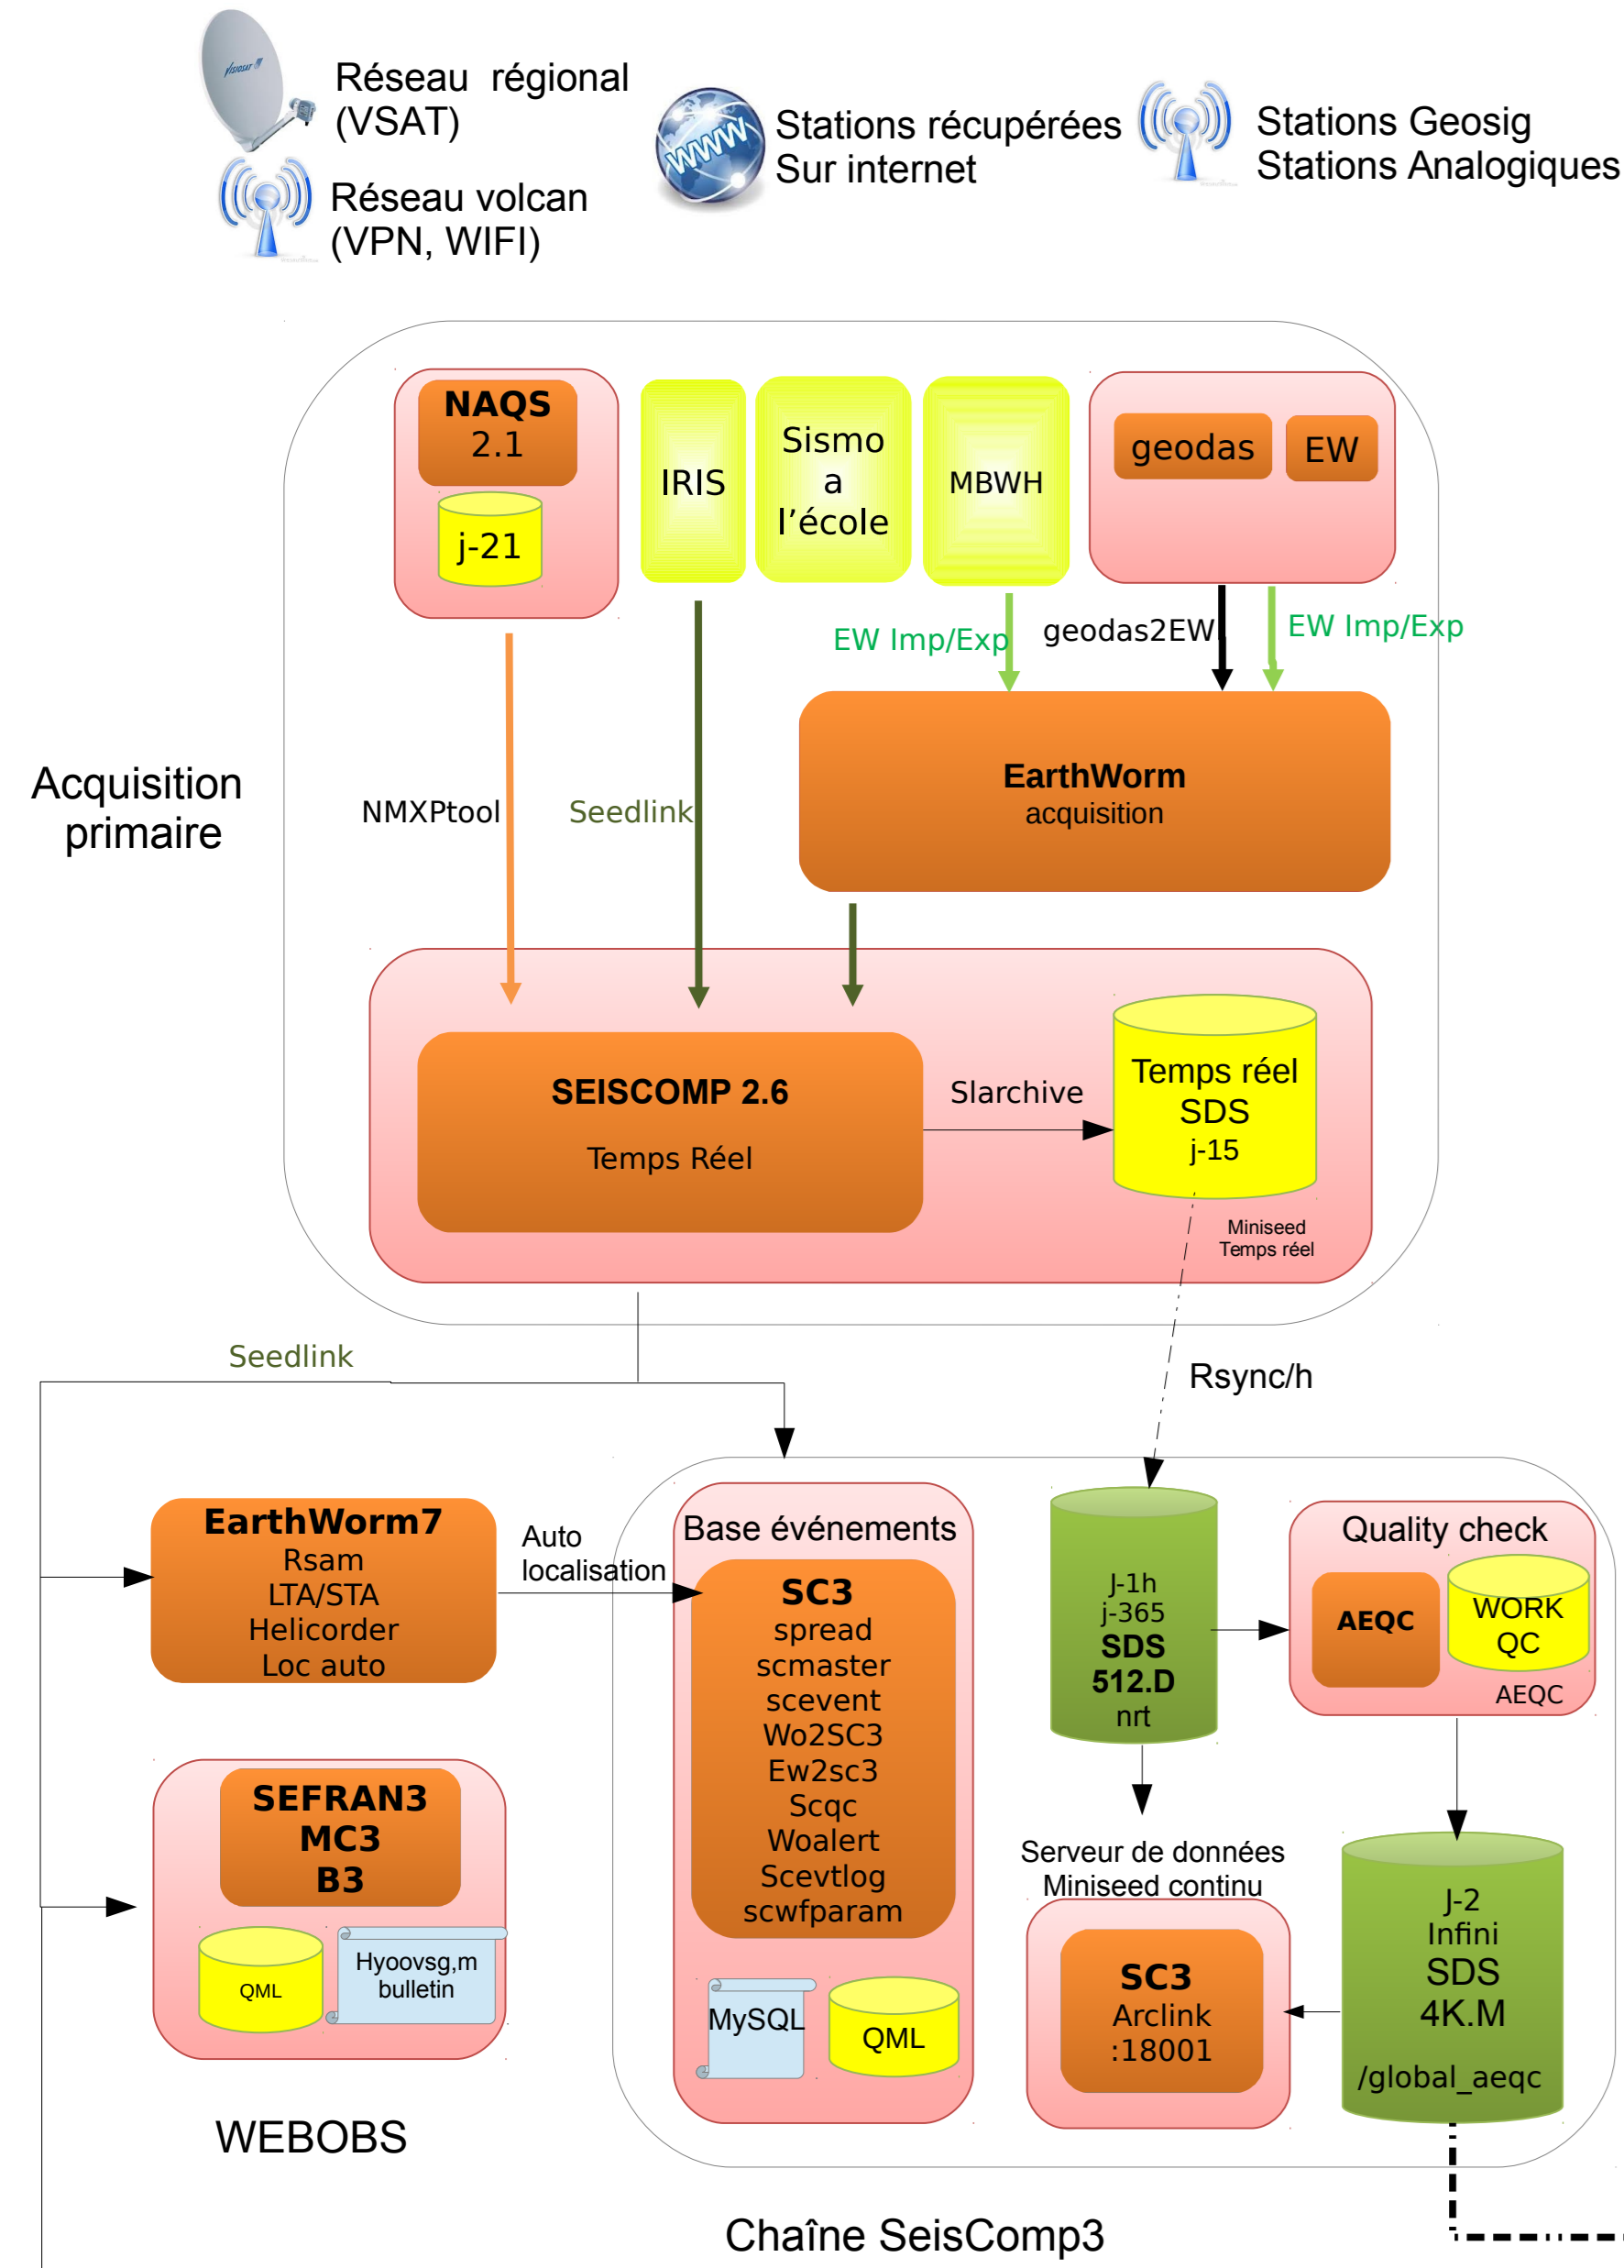 VISIOSAT
Réseau régional
(VSAT)
Réseau volcan
(VPN, WIFI)
WWW
Stations récupérées
Sur internet
Stations Geosig
Stations Analogiques
NAQS
2.1
j-21
IRIS
Sismo
a
l’école
MBWH
geodas
EW
EW Imp/Exp
geodas2EW
EW Imp/Exp
EarthWorm
acquisition
Acquisition
primaire
NMXPtool
Seedlink
SEISCOMP 2.6
Temps Réel
Slarchive
Temps réel
SDS
j-15
Miniseed
Temps réel
Seedlink
Rsync/h
EarthWorm7
Rsam
LTA/STA
Helicorder
Loc auto
Auto
localisation
Base événements
SC3
spread
scmaster
scevent
Wo2SC3
Ew2sc3
Scqc
Woalert
Scevtlog
scwfparam
MySQL
QML
J-1h
j-365
SDS
512.D
nrt
Quality check
AEQC
WORK
QC
AEQC
SEFRAN3
MC3
B3
QML
Hyoovsg,m
bulletin
WEBOBS
Serveur de données
Miniseed continu
SC3
Arclink
:18001
J-2
Infini
SDS
4K.M
/global_aeqc
Chaîne SeisComp3